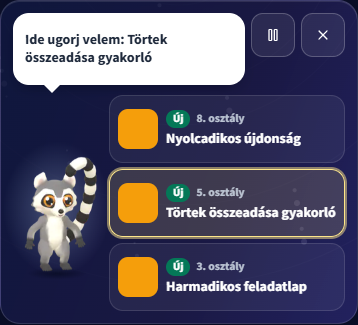 Ide ugorj velem: Törtek
összeadása gyakorló
Új 8. osztály
Nyolcadikos újdonság
Új 5. osztály
Törtek összeadása gyakorló
Új 3. osztály
Harmadikos feladatlap